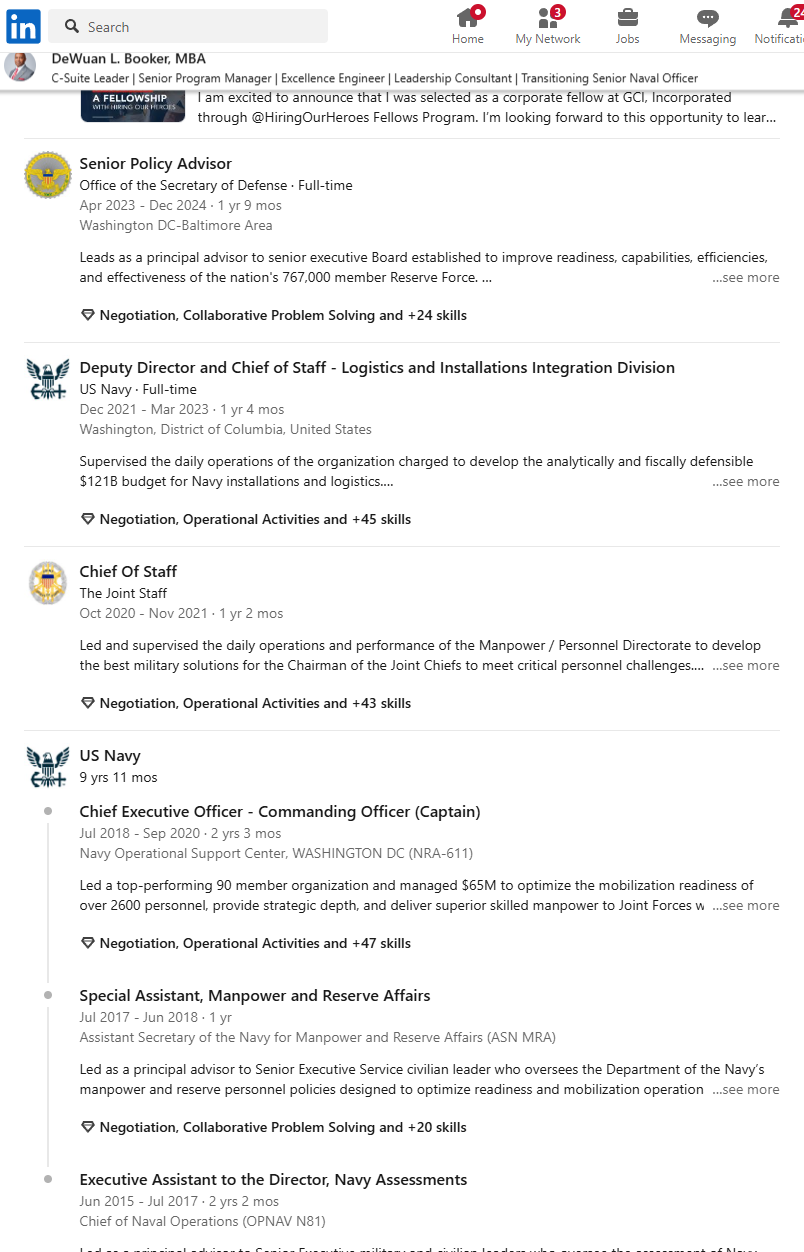 in
Search
3
24
Home
My Network
Jobs
Messaging
Notificati
DeWuan L. Booker, MBA
C-Suite Leader | Senior Program Manager | Excellence Engineer | Leadership Consultant | Transitioning Senior Naval Officer
A FELLOWSHIP
WITH HIRING OUR HEROES
I am excited to announce that I was selected as a corporate fellow at GCI, Incorporated
through @HiringOurHeroes Fellows Program. I'm looking forward to this opportunity to lear...
Senior Policy Advisor
Office of the Secretary of Defense · Full-time
Apr 2023 - Dec 2024 · 1 yr 9 mos
Washington DC-Baltimore Area
Leads as a principal advisor to senior executive Board established to improve readiness, capabilities, efficiencies,
and effectiveness of the nation's 767,000 member Reserve Force. ... ...see more
Negotiation, Collaborative Problem Solving and +24 skills
Deputy Director and Chief of Staff - Logistics and Installations Integration Division
US Navy · Full-time
Dec 2021 - Mar 2023 · 1 yr 4 mos
Washington, District of Columbia, United States
Supervised the daily operations of the organization charged to develop the analytically and fiscally defensible
$121B budget for Navy installations and logistics.... ...see more
Negotiation, Operational Activities and +45 skills
Chief Of Staff
The Joint Staff
Oct 2020 - Nov 2021 · 1 yr 2 mos
Led and supervised the daily operations and performance of the Manpower / Personnel Directorate to develop
the best military solutions for the Chairman of the Joint Chiefs to meet critical personnel challenges.... ...see more
Negotiation, Operational Activities and +43 skills
US Navy
9 yrs 11 mos
Chief Executive Officer - Commanding Officer (Captain)
Jul 2018 - Sep 2020 · 2 yrs 3 mos
Navy Operational Support Center, WASHINGTON DC (NRA-611)
Led a top-performing 90 member organization and managed $65M to optimize the mobilization readiness of
over 2600 personnel, provide strategic depth, and deliver superior skilled manpower to Joint Forces w ...see more
Negotiation, Operational Activities and +47 skills
Special Assistant, Manpower and Reserve Affairs
Jul 2017 - Jun 2018 · 1 yr
Assistant Secretary of the Navy for Manpower and Reserve Affairs (ASN MRA)
Led as a principal advisor to Senior Executive Service civilian leader who oversees the Department of the Navy's
manpower and reserve personnel policies designed to optimize readiness and mobilization operation ...see more
Negotiation, Collaborative Problem Solving and +20 skills
Executive Assistant to the Director, Navy Assessments
Jun 2015 - Jul 2017 · 2 yrs 2 mos
Chief of Naval Operations (OPNAV N81)
Led as a principal advisor to Senior Executive military and civilian leaders who oversee the assessment of Navy